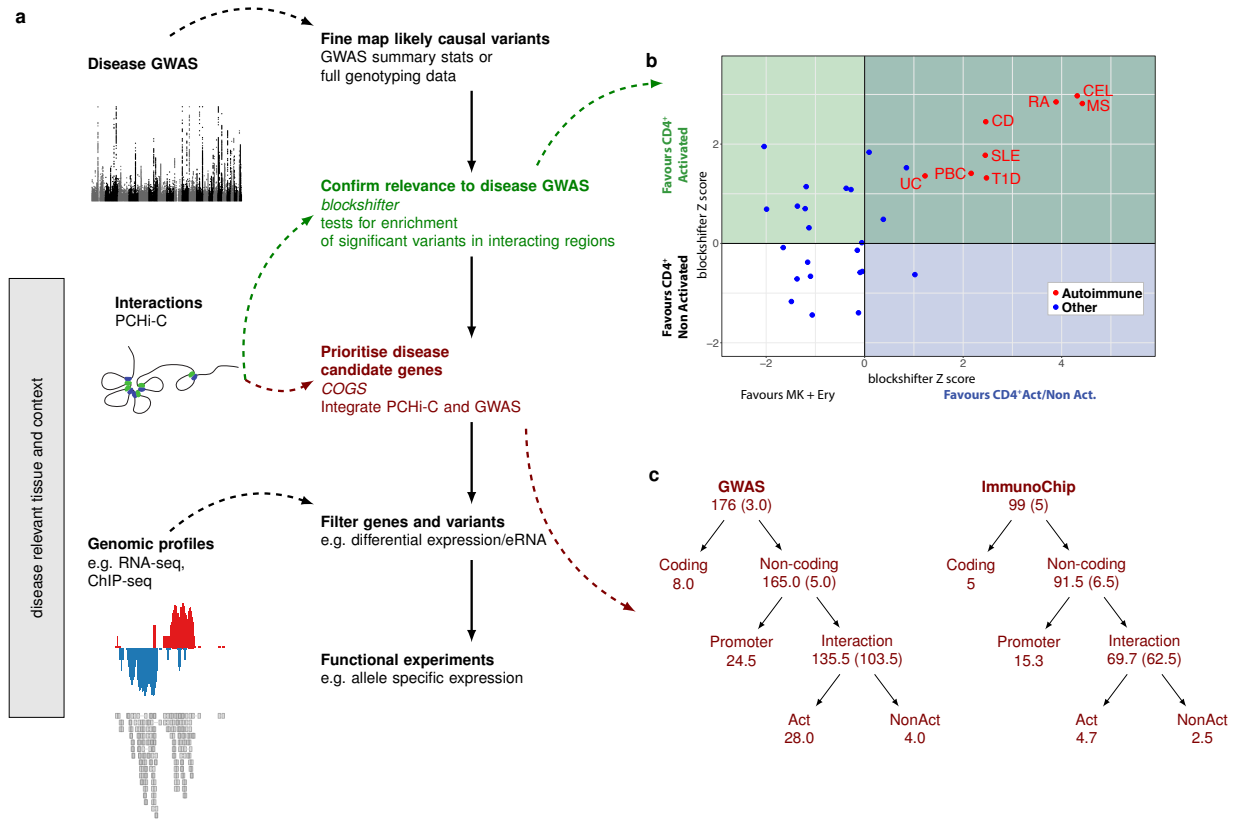 a
Disease GWAS
Fine map likely causal variants
GWAS summary stats or
full genotyping data
Confirm relevance to disease GWAS
blockshifter
tests for enrichment
of significant variants in interacting regions
disease relevant tissue and context
Interactions
PCHi-C
Prioritise disease
candidate genes
COGS
Integrate PCHi-C and GWAS
Genomic profiles
e.g. RNA-seq,
ChIP-seq
Filter genes and variants
e.g. differential expression/eRNA
Functional experiments
e.g. allele specific expression
b
Favours CD4+
Activated
Favours CD4+
Non Activated
blockshifter Z score
2
0
−2
RA
CEL
MS
CD
SLE
PBC
UC
T1D
Autoimmune
Other
−2
0
2
4
blockshifter Z score
Favours MK + Ery
Favours CD4+Act/Non Act.
c
GWAS
176 (3.0)
Coding
8.0
Non-coding
165.0 (5.0)
Promoter
24.5
Interaction
135.5 (103.5)
Act
28.0
NonAct
4.0
ImmunoChip
99 (5)
Coding
5
Non-coding
91.5 (6.5)
Promoter
15.3
Interaction
69.7 (62.5)
Act
4.7
NonAct
2.5